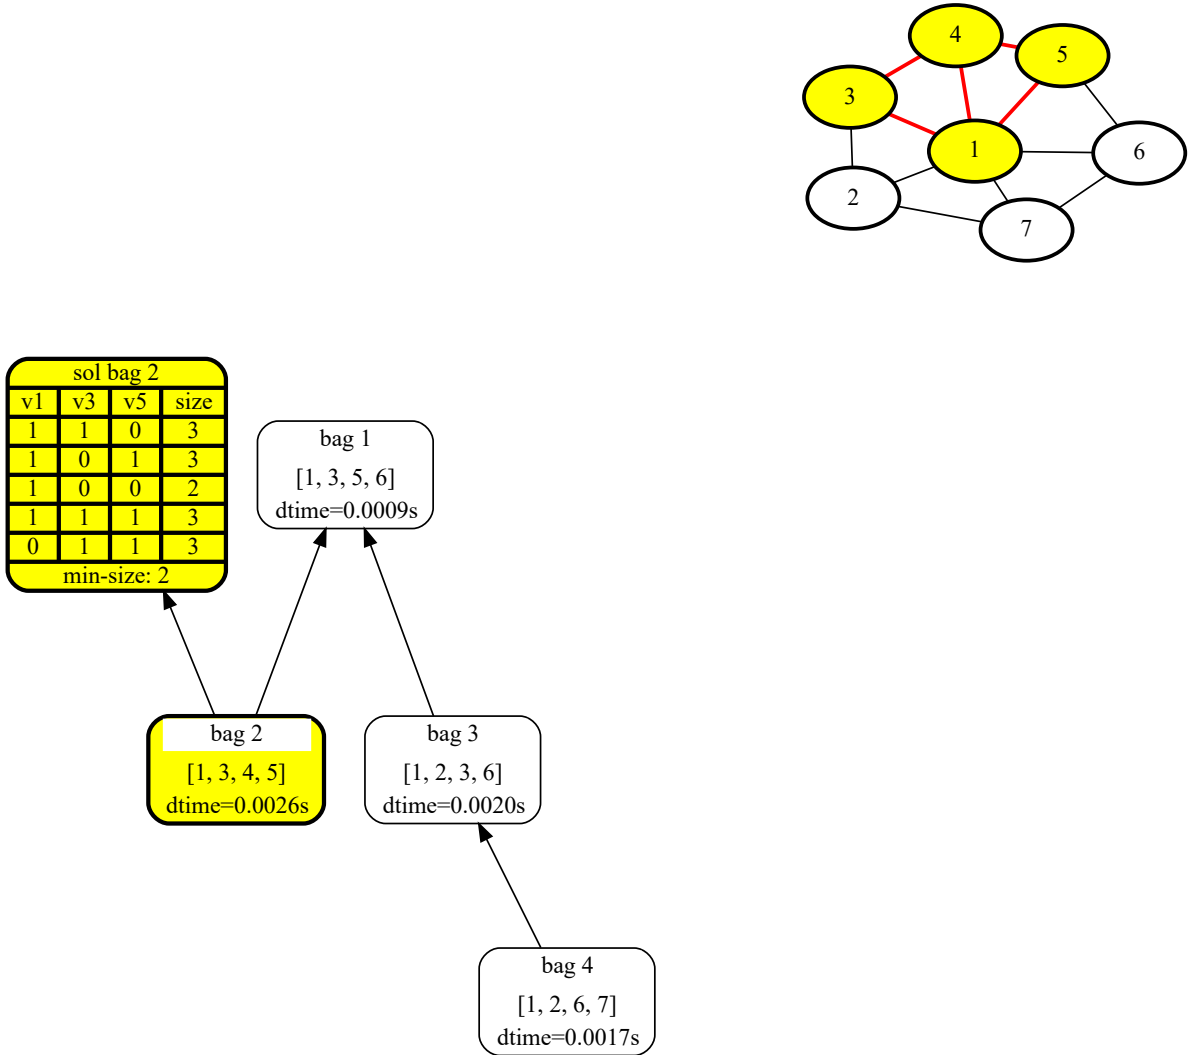 4
5
3
1
6
2
7
sol bag 2
v1 v3 v5 size
1 1 0 3
1 0 1 3
1 0 0 2
1 1 1 3
0 1 1 3
min-size: 2
bag 1
[1, 3, 5, 6]
dtime=0.0009s
bag 2
[1, 3, 4, 5]
dtime=0.0026s
bag 3
[1, 2, 3, 6]
dtime=0.0020s
bag 4
[1, 2, 6, 7]
dtime=0.0017s